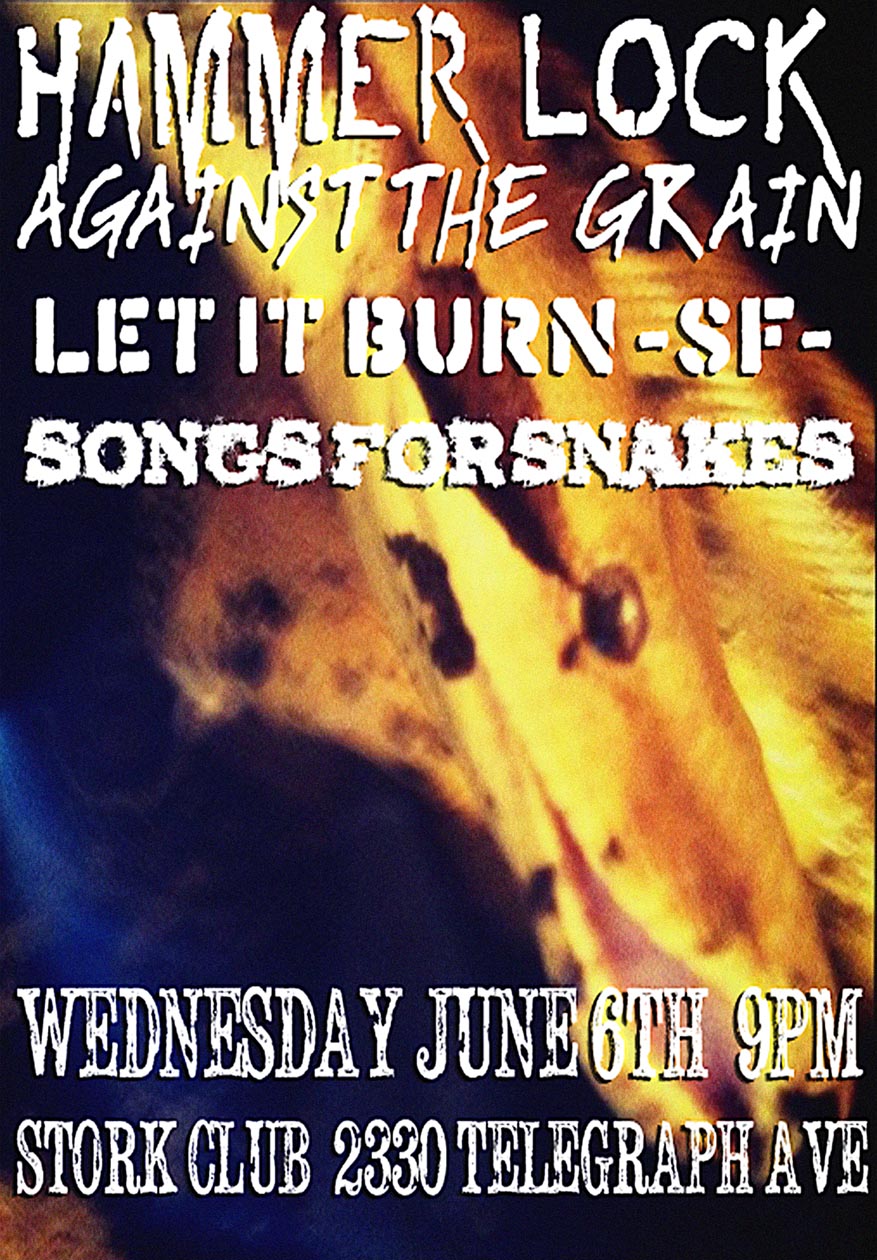 HAMMER LOCK
AGAINST THE GRAIN
LET IT BURN -SF-
SONGS FOR SNAKES
WEDNESDAY JUNE 6TH 9PM
STORK CLUB 2330 TELEGRAPH AVE